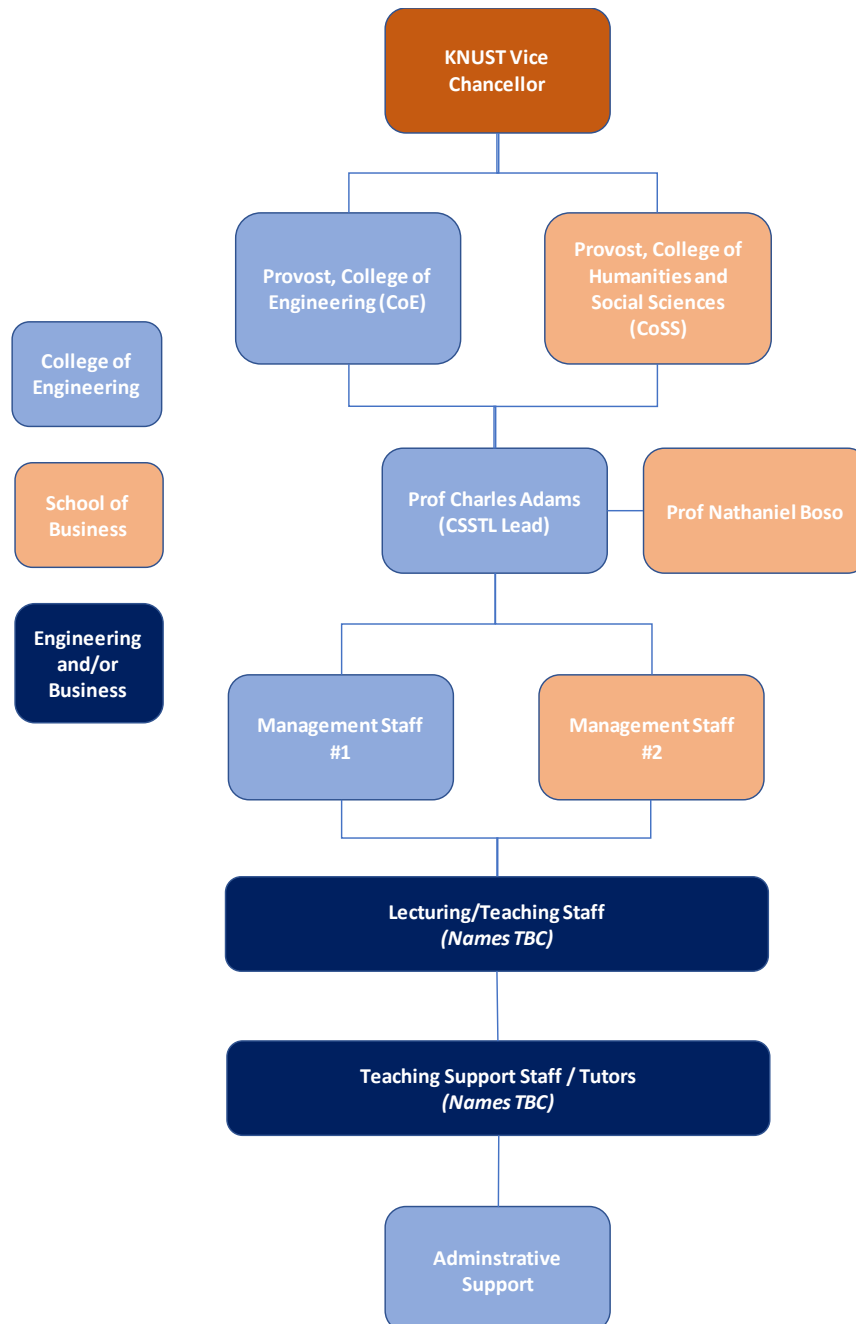 KNUST Vice
Chancellor
Provost, College of
Engineering (CoE)
Provost, College of
Humanities and
Social Sciences
(CoSS)
College of
Engineering
School of
Business
Engineering
and/or
Business
Prof Charles Adams
(CSSTL Lead)
Prof Nathaniel Boso
Management Staff
#1
Management Staff
#2
Lecturing/Teaching Staff
(Names TBC)
Teaching Support Staff / Tutors
(Names TBC)
Adminstrative
Support